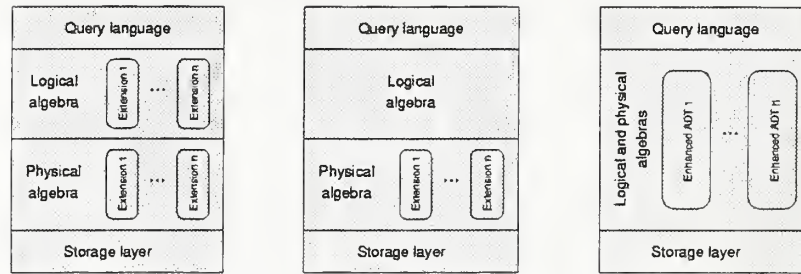 Query language
Logical
algebra
Extension 1
...
Extension n
Physical
algebra
Extension 1
...
Extension n
Storage layer
Query language
Logical
algebra
Physical
algebra
Extension 1
...
Extension n
Storage layer
Query language
Logical and physical
algebras
Enhanced ADT 1
...
Enhanced ADT n
Storage layer